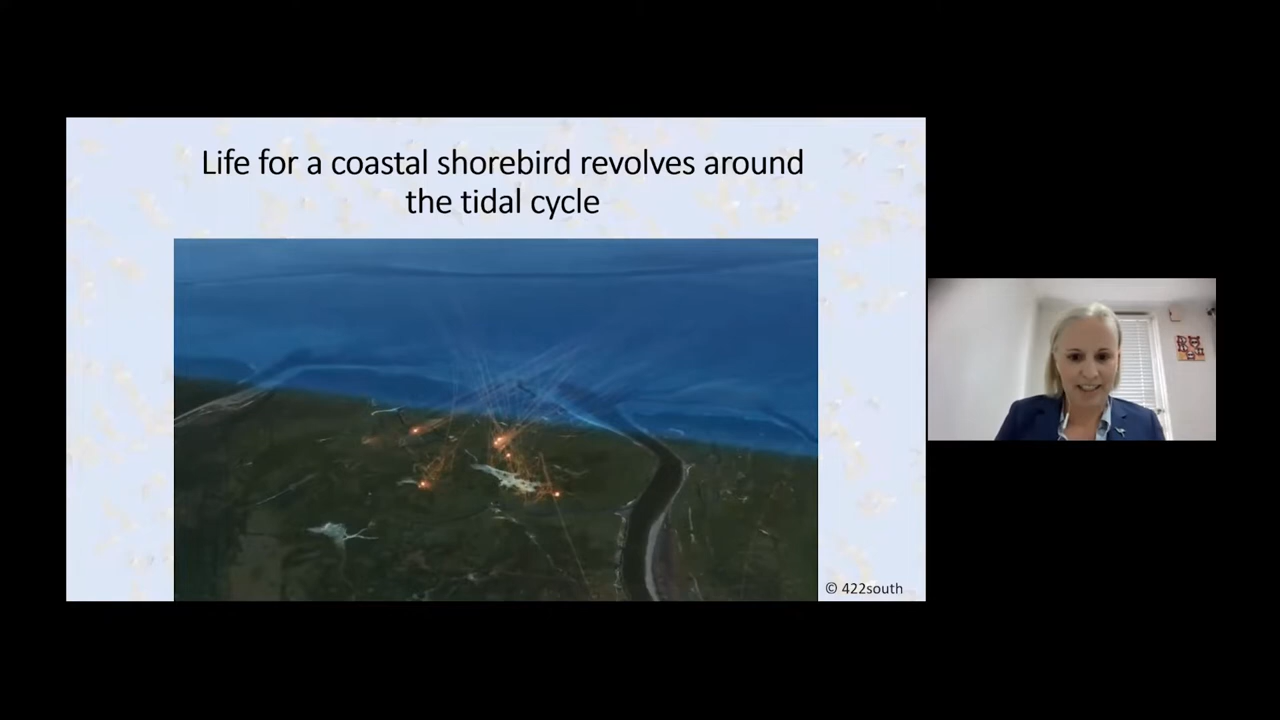 Life for a coastal shorebird revolves around
the tidal cycle
© 422south